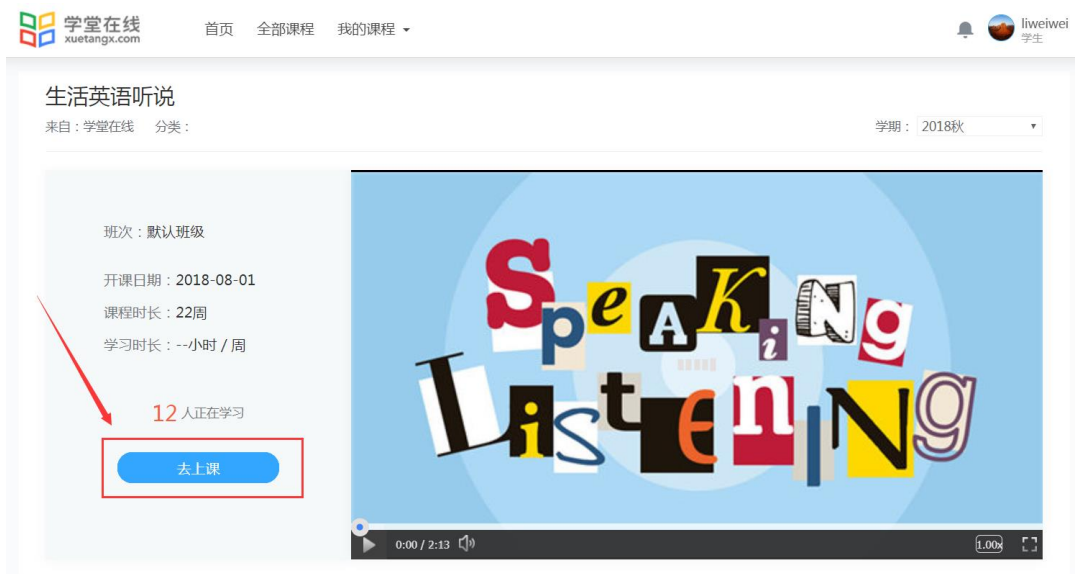 学堂在线
xuetangx.com
首页 全部课程 我的课程
liweiwei
学生
生活英语听说
来自：学堂在线 分类：
学期： 2018秋
班次：默认班级
开课日期：2018-08-01
课程时长：22周
学习时长：--小时 / 周
12 人正在学习
去上课
SpeAKiNg
ListENINg
0:00 / 2:13
1.00x